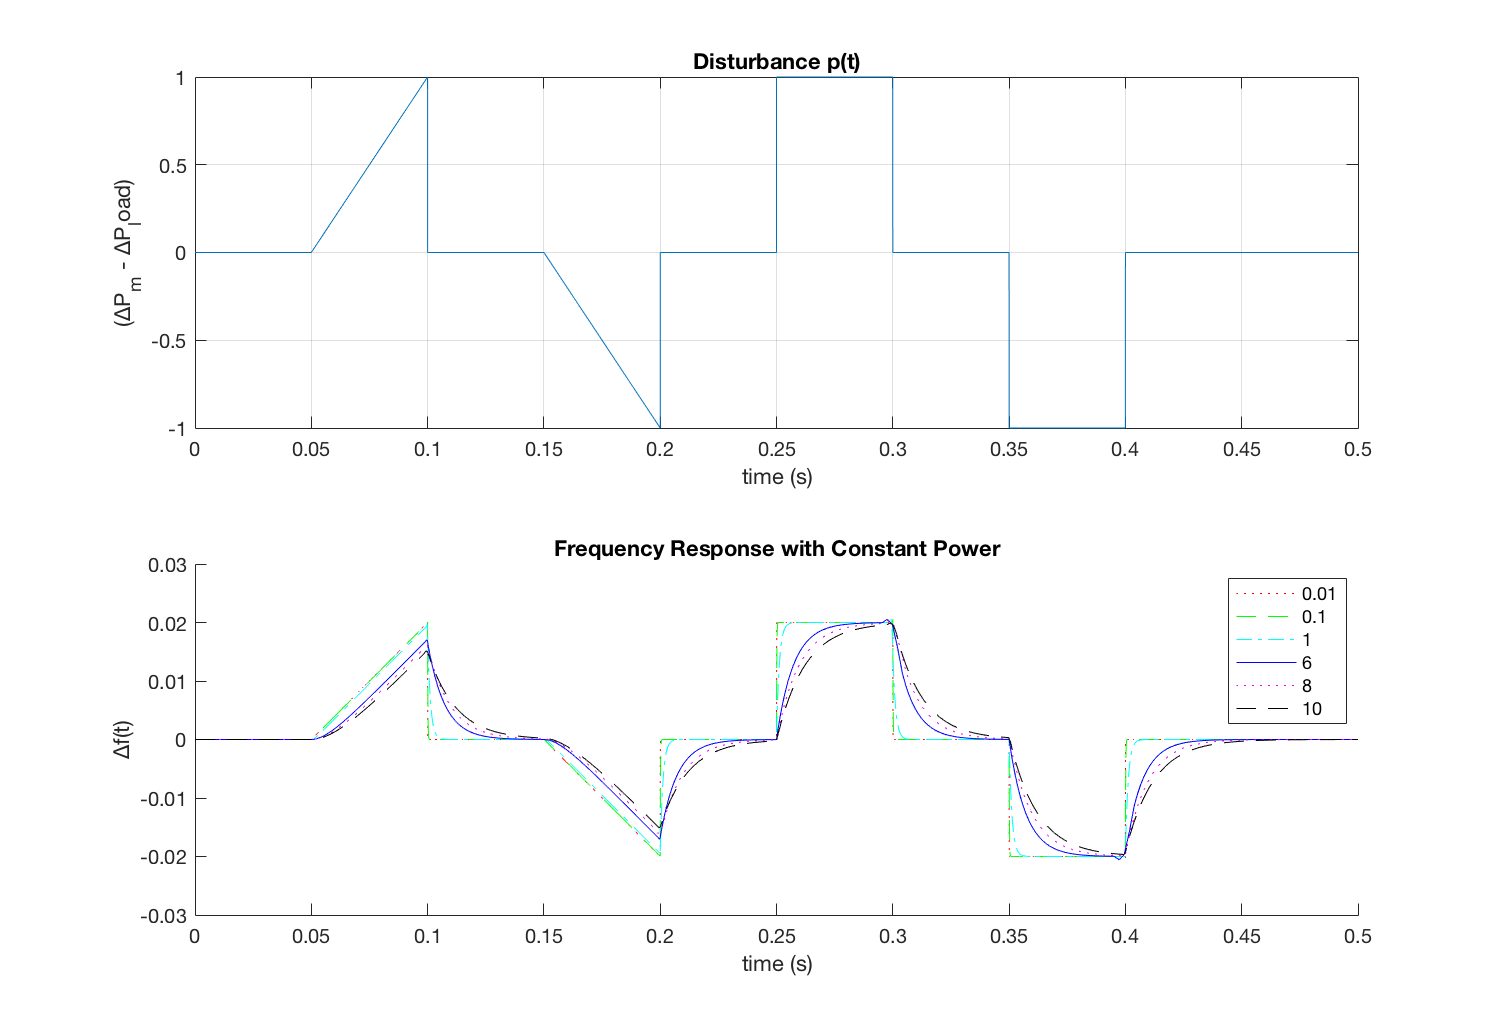 Disturbance p(t)
(ΔPm - ΔPload)
1
0.5
0
-0.5
-1
0 0.05 0.1 0.15 0.2 0.25 0.3 0.35 0.4 0.45 0.5
time (s)
Frequency Response with Constant Power
Δf(t)
0.03
0.02
0.01
0
-0.01
-0.02
-0.03
0.01
0.1
1
6
8
10
0 0.05 0.1 0.15 0.2 0.25 0.3 0.35 0.4 0.45 0.5
time (s)